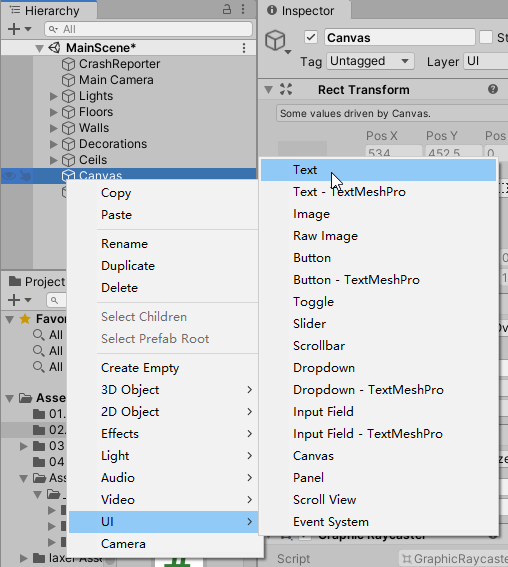 Hierarchy
All
MainScene*
CrashReporter
Main Camera
Lights
Floors
Walls
Decorations
Ceils
Canvas
Copy
Paste
Rename
Duplicate
Delete
Select Children
Select Prefab Root
Create Empty
3D Object
2D Object
Effects
Light
Audio
Video
UI
Camera
Text
Text - TextMeshPro
Image
Raw Image
Button
Button - TextMeshPro
Toggle
Slider
Scrollbar
Dropdown
Dropdown - TextMeshPro
Input Field
Input Field - TextMeshPro
Canvas
Panel
Scroll View
Event System
Inspector
Canvas
St
Tag Untagged Layer UI
Rect Transform
Some values driven by Canvas.
Pos X Pos Y Pos
534 452.5 0
Graphic Raycaster
Script GraphicRaycaster
Project
Favor
All
All
All
Asse
01.
02.
03
04
Ass
laxer Asse